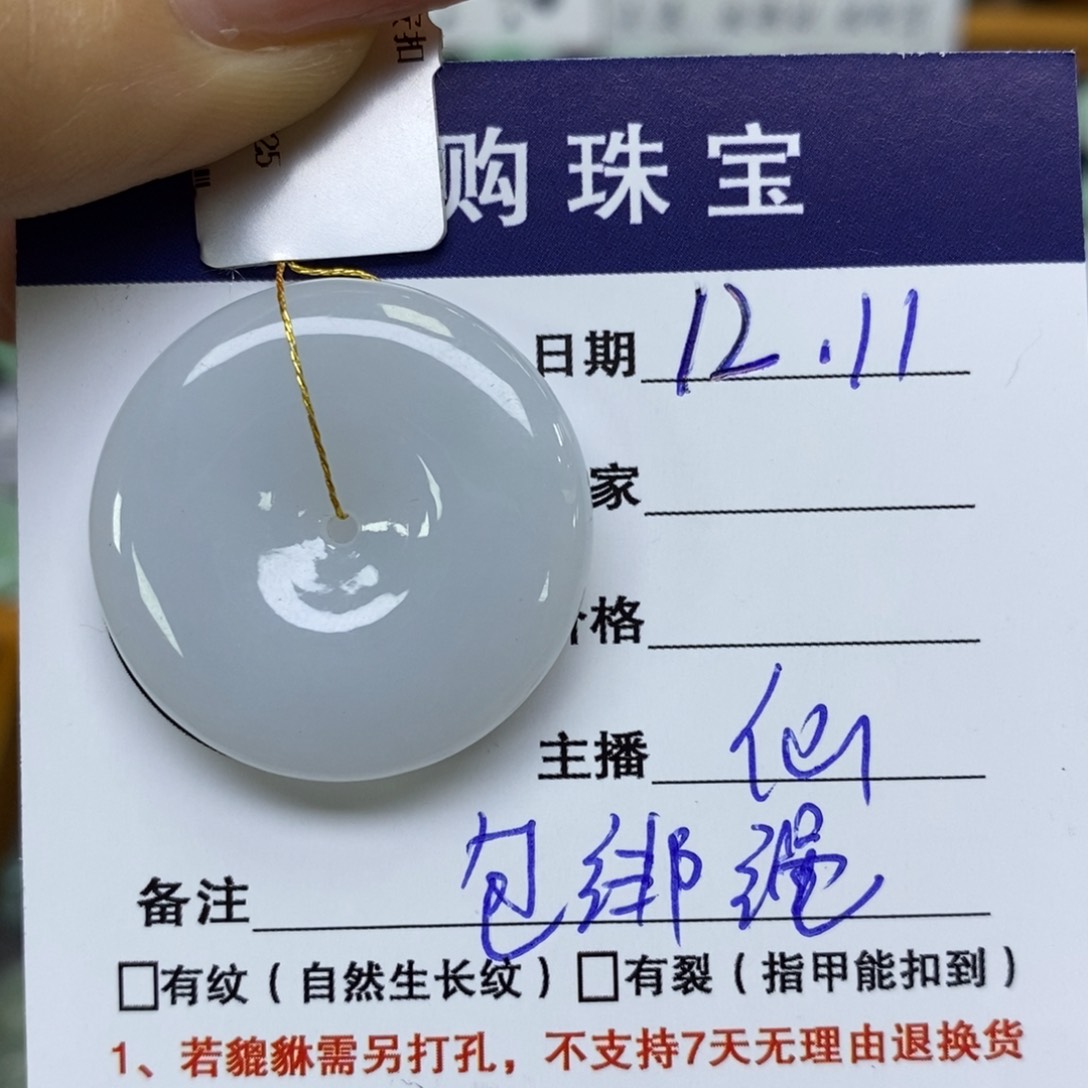 扣
25
购珠宝
日期 12.11
家
格
主播 仙
备注 包绑绳
□有纹（自然生长纹）□有裂（指甲能扣到）
1、若貔貅需另打孔，不支持7天无理由退换货